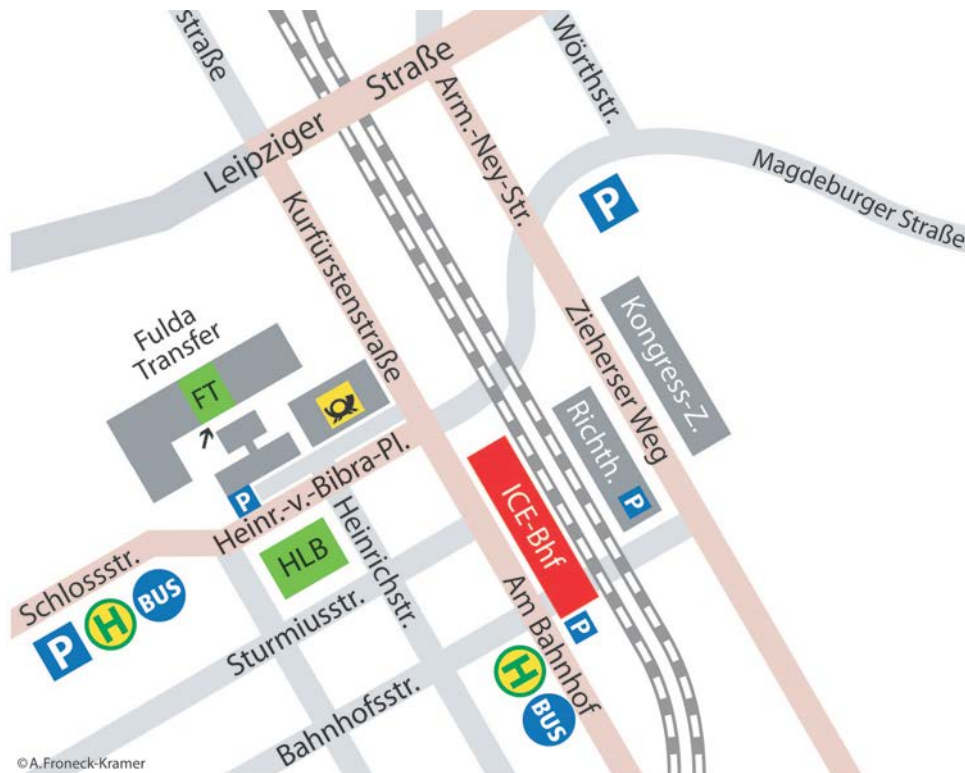 straße
Leipziger Straße
Wörthstr.
Arm.-Ney-Str.
Magdeburger Straße
P
Kurfürstenstraße
Fulda
Transfer
FT
Zieherser Weg
Kongress-Z.
Richth.
P
ICE-Bhf
P
Heinr.-v.-Bibra-Pl.
P
HLB
Heinrichstr.
Schlossstr.
P
H
BUS
Sturmiusstr.
Am Bahnhof
H
BUS
Bahnhofsstr.
©A.Froneck-Kramer